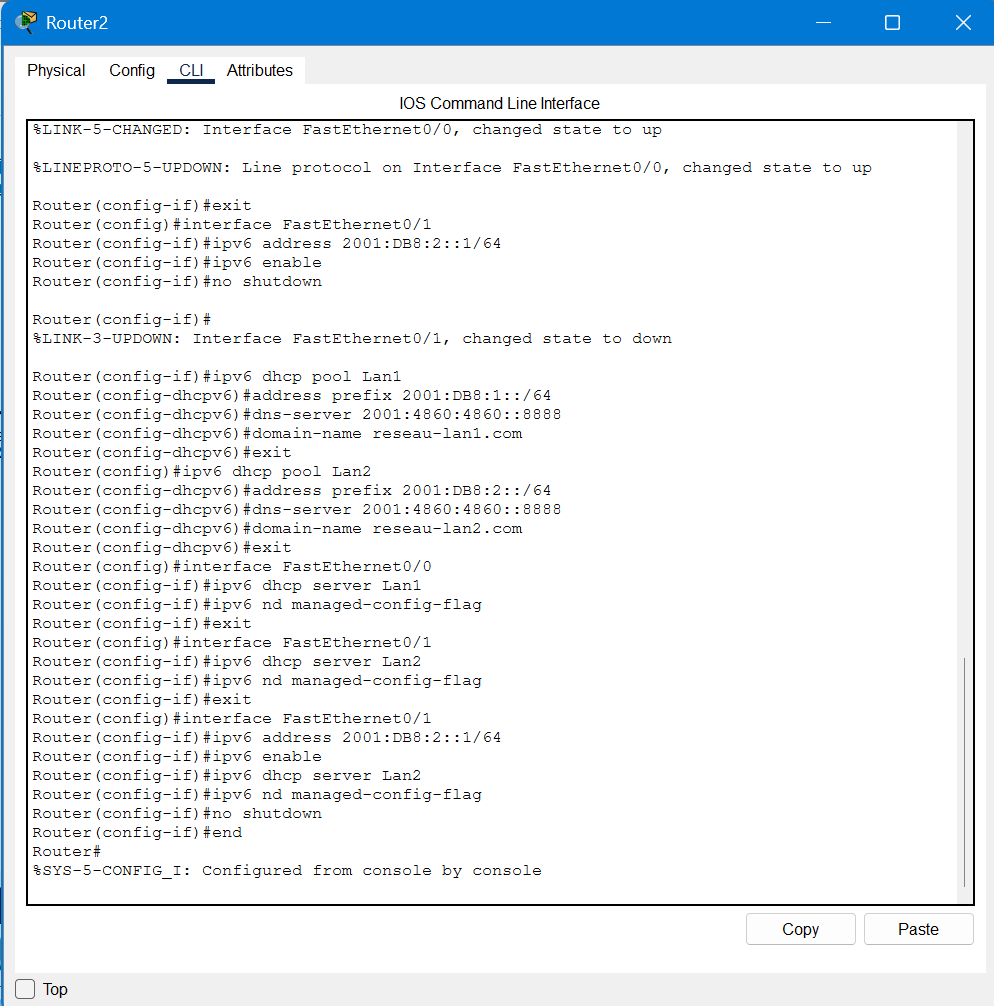 Router2
Physical Config CLI Attributes
IOS Command Line Interface
%LINK-5-CHANGED: Interface FastEthernet0/0, changed state to up
%LINEPROTO-5-UPDOWN: Line protocol on Interface FastEthernet0/0, changed state to up
Router(config-if)#exit
Router(config)#interface FastEthernet0/1
Router(config-if)#ipv6 address 2001:DB8:2::1/64
Router(config-if)#ipv6 enable
Router(config-if)#no shutdown
Router(config-if)#
%LINK-3-UPDOWN: Interface FastEthernet0/1, changed state to down
Router(config-if)#ipv6 dhcp pool Lan1
Router(config-dhcpv6)#address prefix 2001:DB8:1::/64
Router(config-dhcpv6)#dns-server 2001:4860:4860::8888
Router(config-dhcpv6)#domain-name reseau-lan1.com
Router(config-dhcpv6)#exit
Router(config)#ipv6 dhcp pool Lan2
Router(config-dhcpv6)#address prefix 2001:DB8:2::/64
Router(config-dhcpv6)#dns-server 2001:4860:4860::8888
Router(config-dhcpv6)#domain-name reseau-lan2.com
Router(config-dhcpv6)#exit
Router(config)#interface FastEthernet0/0
Router(config-if)#ipv6 dhcp server Lan1
Router(config-if)#ipv6 nd managed-config-flag
Router(config-if)#exit
Router(config)#interface FastEthernet0/1
Router(config-if)#ipv6 dhcp server Lan2
Router(config-if)#ipv6 nd managed-config-flag
Router(config-if)#exit
Router(config)#interface FastEthernet0/1
Router(config-if)#ipv6 address 2001:DB8:2::1/64
Router(config-if)#ipv6 enable
Router(config-if)#ipv6 dhcp server Lan2
Router(config-if)#ipv6 nd managed-config-flag
Router(config-if)#no shutdown
Router(config-if)#end
Router#
%SYS-5-CONFIG_I: Configured from console by console
Copy Paste
Top